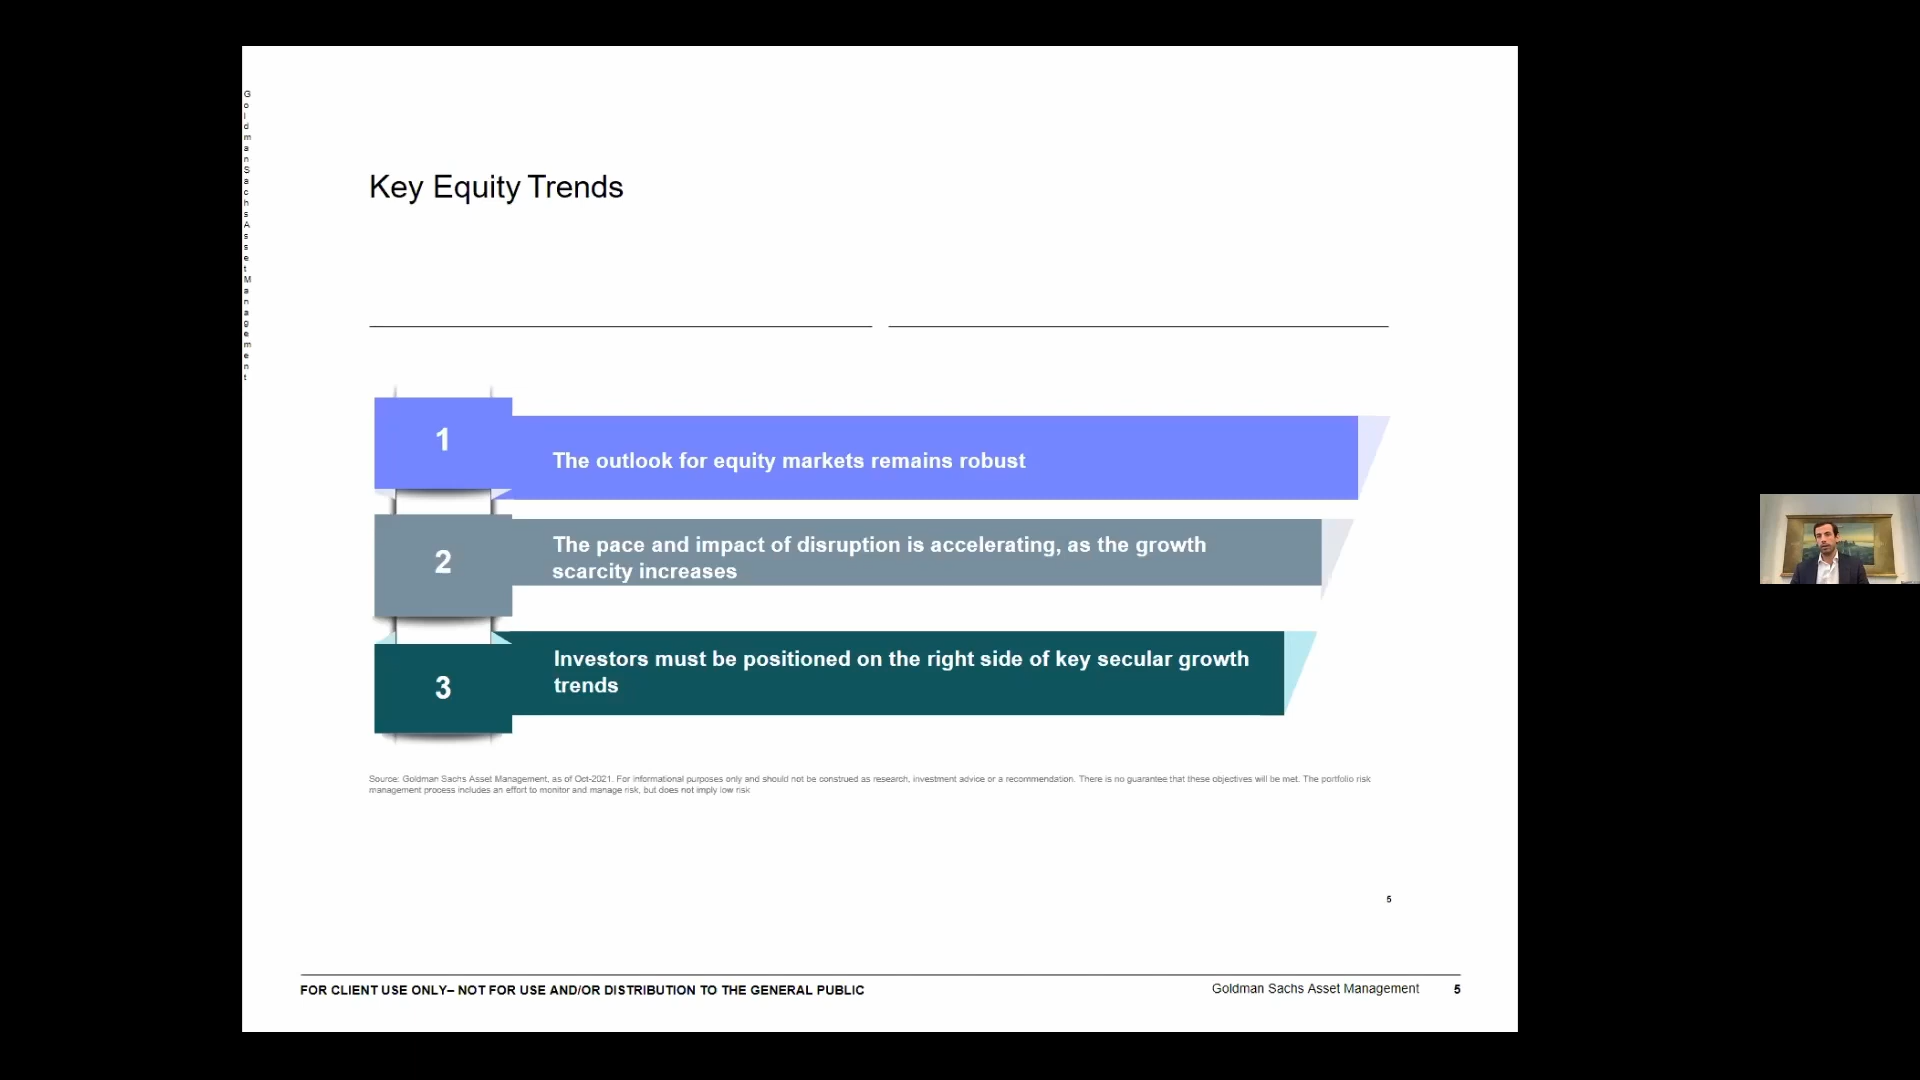 Goldman Sachs Asset Management
Key Equity Trends
1
The outlook for equity markets remains robust
2
The pace and impact of disruption is accelerating, as the growth
scarcity increases
3
Investors must be positioned on the right side of key secular growth
trends
Source: Goldman Sachs Asset Management, as of Oct-2021. For informational purposes only and should not be construed as research, investment advice or a recommendation. There is no guarantee that these objectives will be met. The portfolio risk
management process includes an effort to monitor and manage risk, but does not imply low risk
5
FOR CLIENT USE ONLY– NOT FOR USE AND/OR DISTRIBUTION TO THE GENERAL PUBLIC
Goldman Sachs Asset Management
5